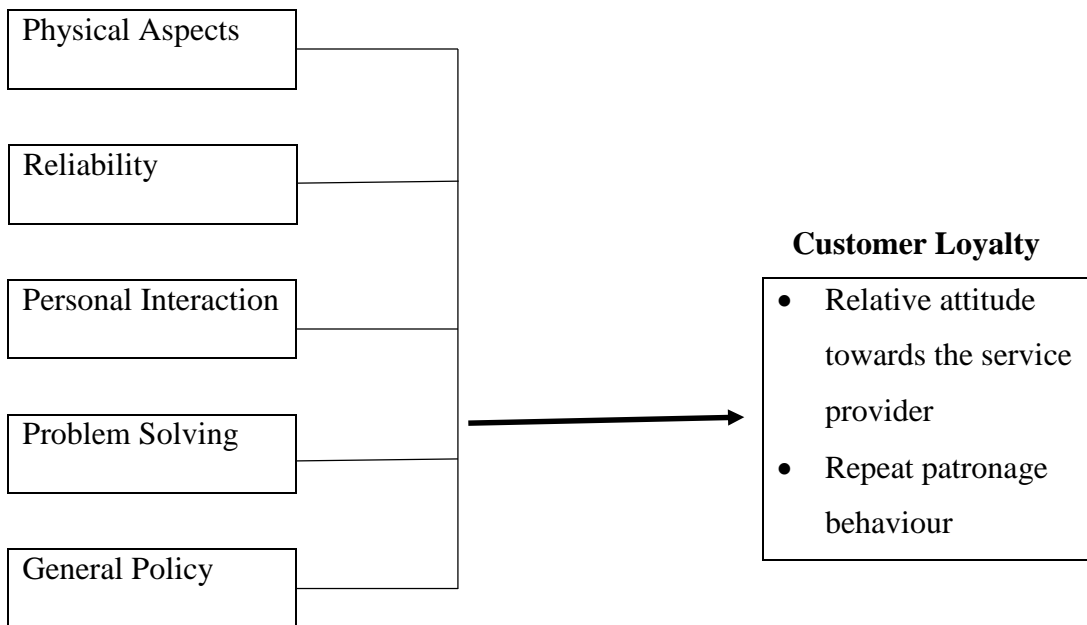 Physical Aspects
Reliability
Personal Interaction
Problem Solving
General Policy
Customer Loyalty
• Relative attitude
towards the service
provider
• Repeat patronage
behaviour